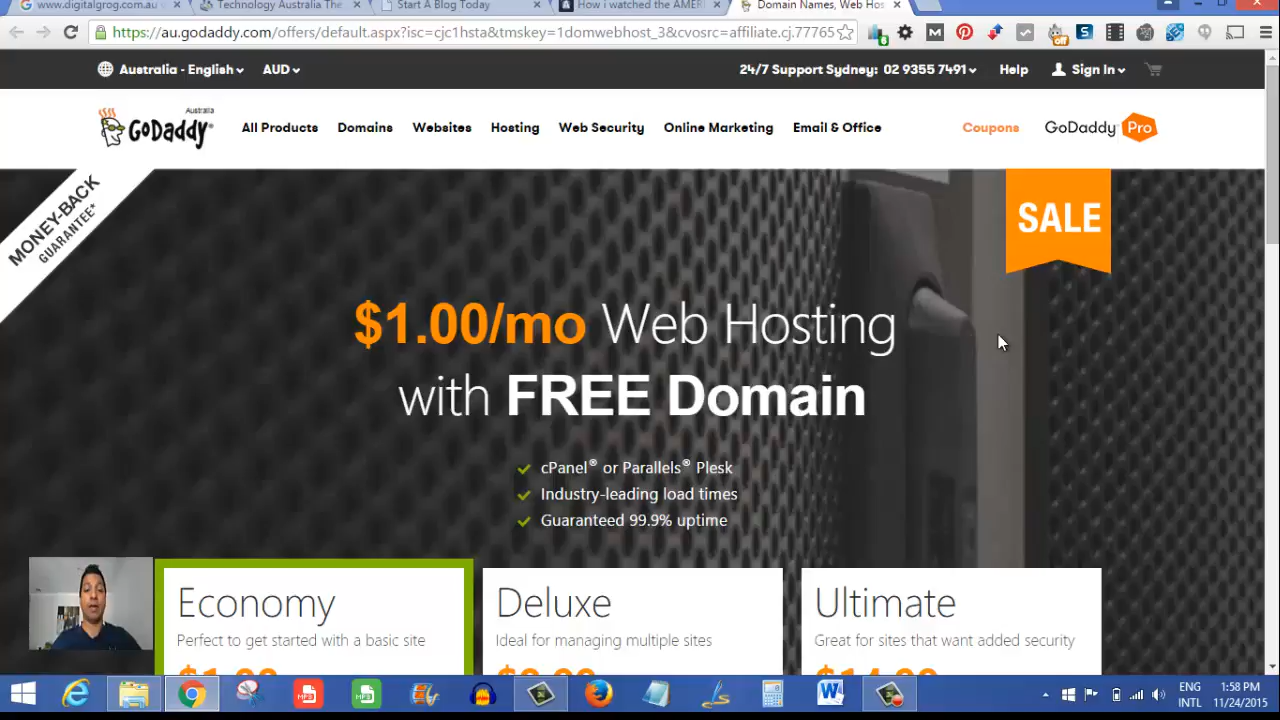 www.digitalgrog.com.au
Technology Australia The
Start A Blog Today
How i watched the AMER
Domain Names, Web Hos
https://au.godaddy.com/offers/default.aspx?isc=cjc1hsta&tmskey=1domwebhost_3&cvosrc=affiliate.cj.77765
Australia - English
AUD
24/7 Support Sydney: 02 9355 7491
Help
Sign In
Australia
GoDaddy
All Products
Domains
Websites
Hosting
Web Security
Online Marketing
Email & Office
Coupons
GoDaddy Pro
MONEY-BACK
GUARANTEE*
SALE
$1.00/mo Web Hosting
with FREE Domain
cPanel® or Parallels® Plesk
Industry-leading load times
Guaranteed 99.9% uptime
Economy
Perfect to get started with a basic site
Deluxe
Ideal for managing multiple sites
Ultimate
Great for sites that want added security
ENG
INTL
1:58 PM
11/24/2015